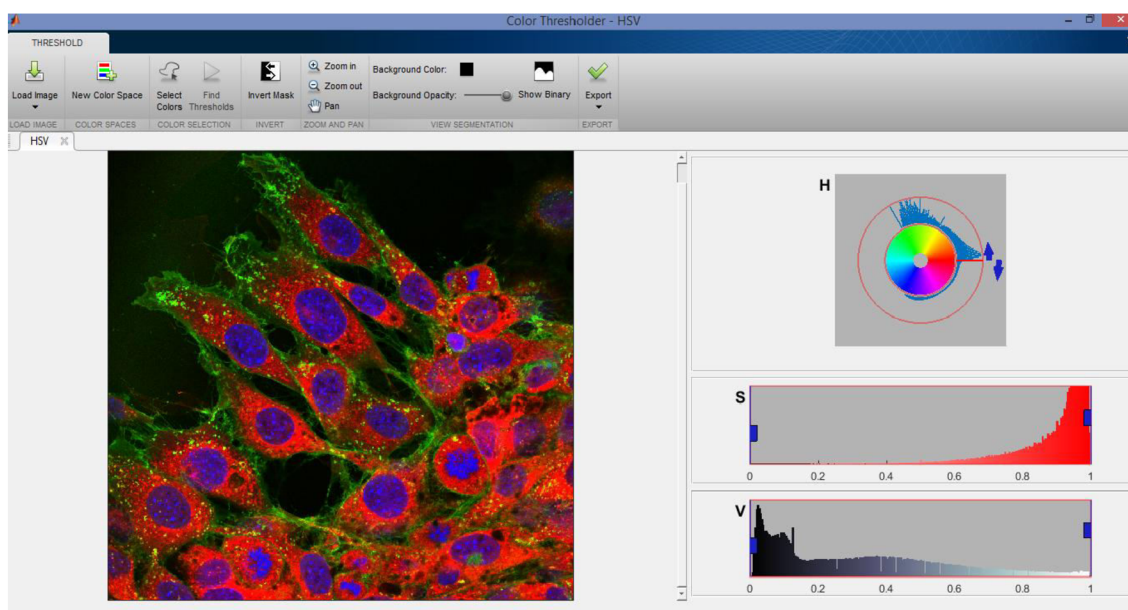 Color Thresholder - HSV
THRESHOLD
Load Image
New Color Space
Select Colors
Find Thresholds
Invert Mask
Zoom in
Zoom out
Pan
Background Color:
Background Opacity:
Show Binary
Export
LOAD IMAGE
COLOR SPACES
COLOR SELECTION
INVERT
ZOOM AND PAN
VIEW SEGMENTATION
EXPORT
HSV
H
S
0 0.2 0.4 0.6 0.8 1
V
0 0.2 0.4 0.6 0.8 1